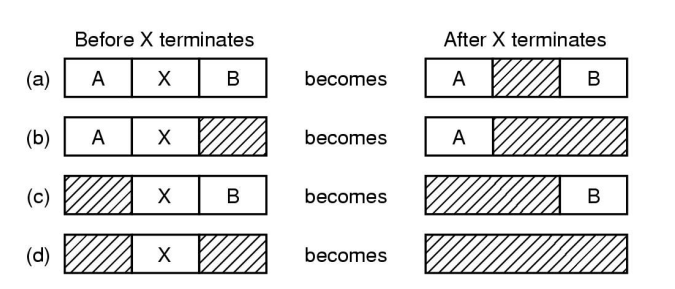 Before X terminates After X terminates
(a) A X B becomes A B
(b) A X becomes A
(c) X B becomes B
(d) X becomes